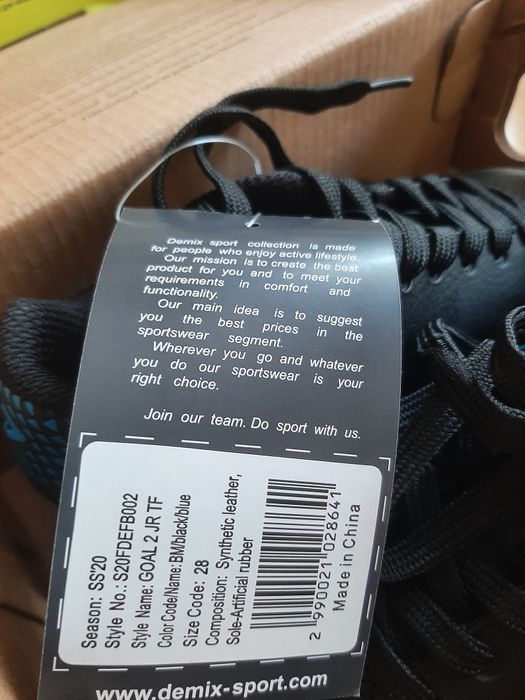 Demix sport collection is made
for people who enjoy active lifestyle.
Our mission is to create the best
product for you and to meet your
requirements in comfort and
functionality.
Our main idea is to suggest
you the best prices in the
sportswear segment.
Wherever you go and whatever
you do our sportswear is your
right choice.
Join our team. Do sport with us.
Season: SS'20
Style No.: S20FDEFB002
Style Name: GOAL 2 JR TF
Color Code/Name: BM/black/blue
Size Code: 28
Composition: Synthetic leather,
Sole-Artificial rubber
2 990021 028641
Made in China
www.demix-sport.com